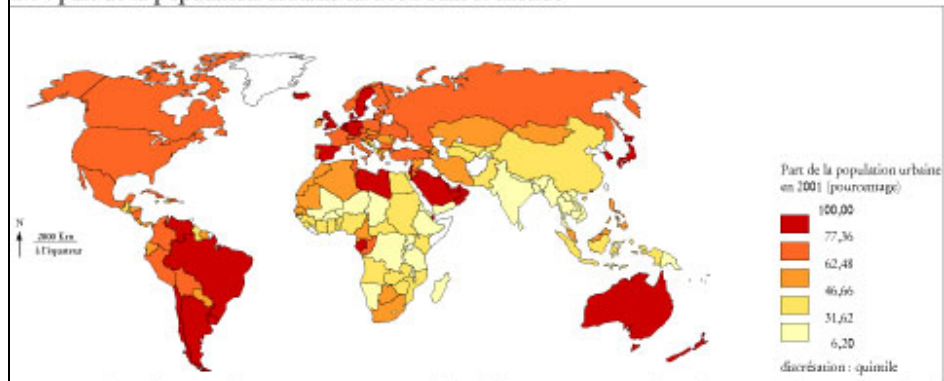 Part de la population urbaine
en 2001 (pourcentage)
100,00
77,36
62,48
46,66
31,62
6,20
discrésation : quintile
N
2000 Km
à l'équateur